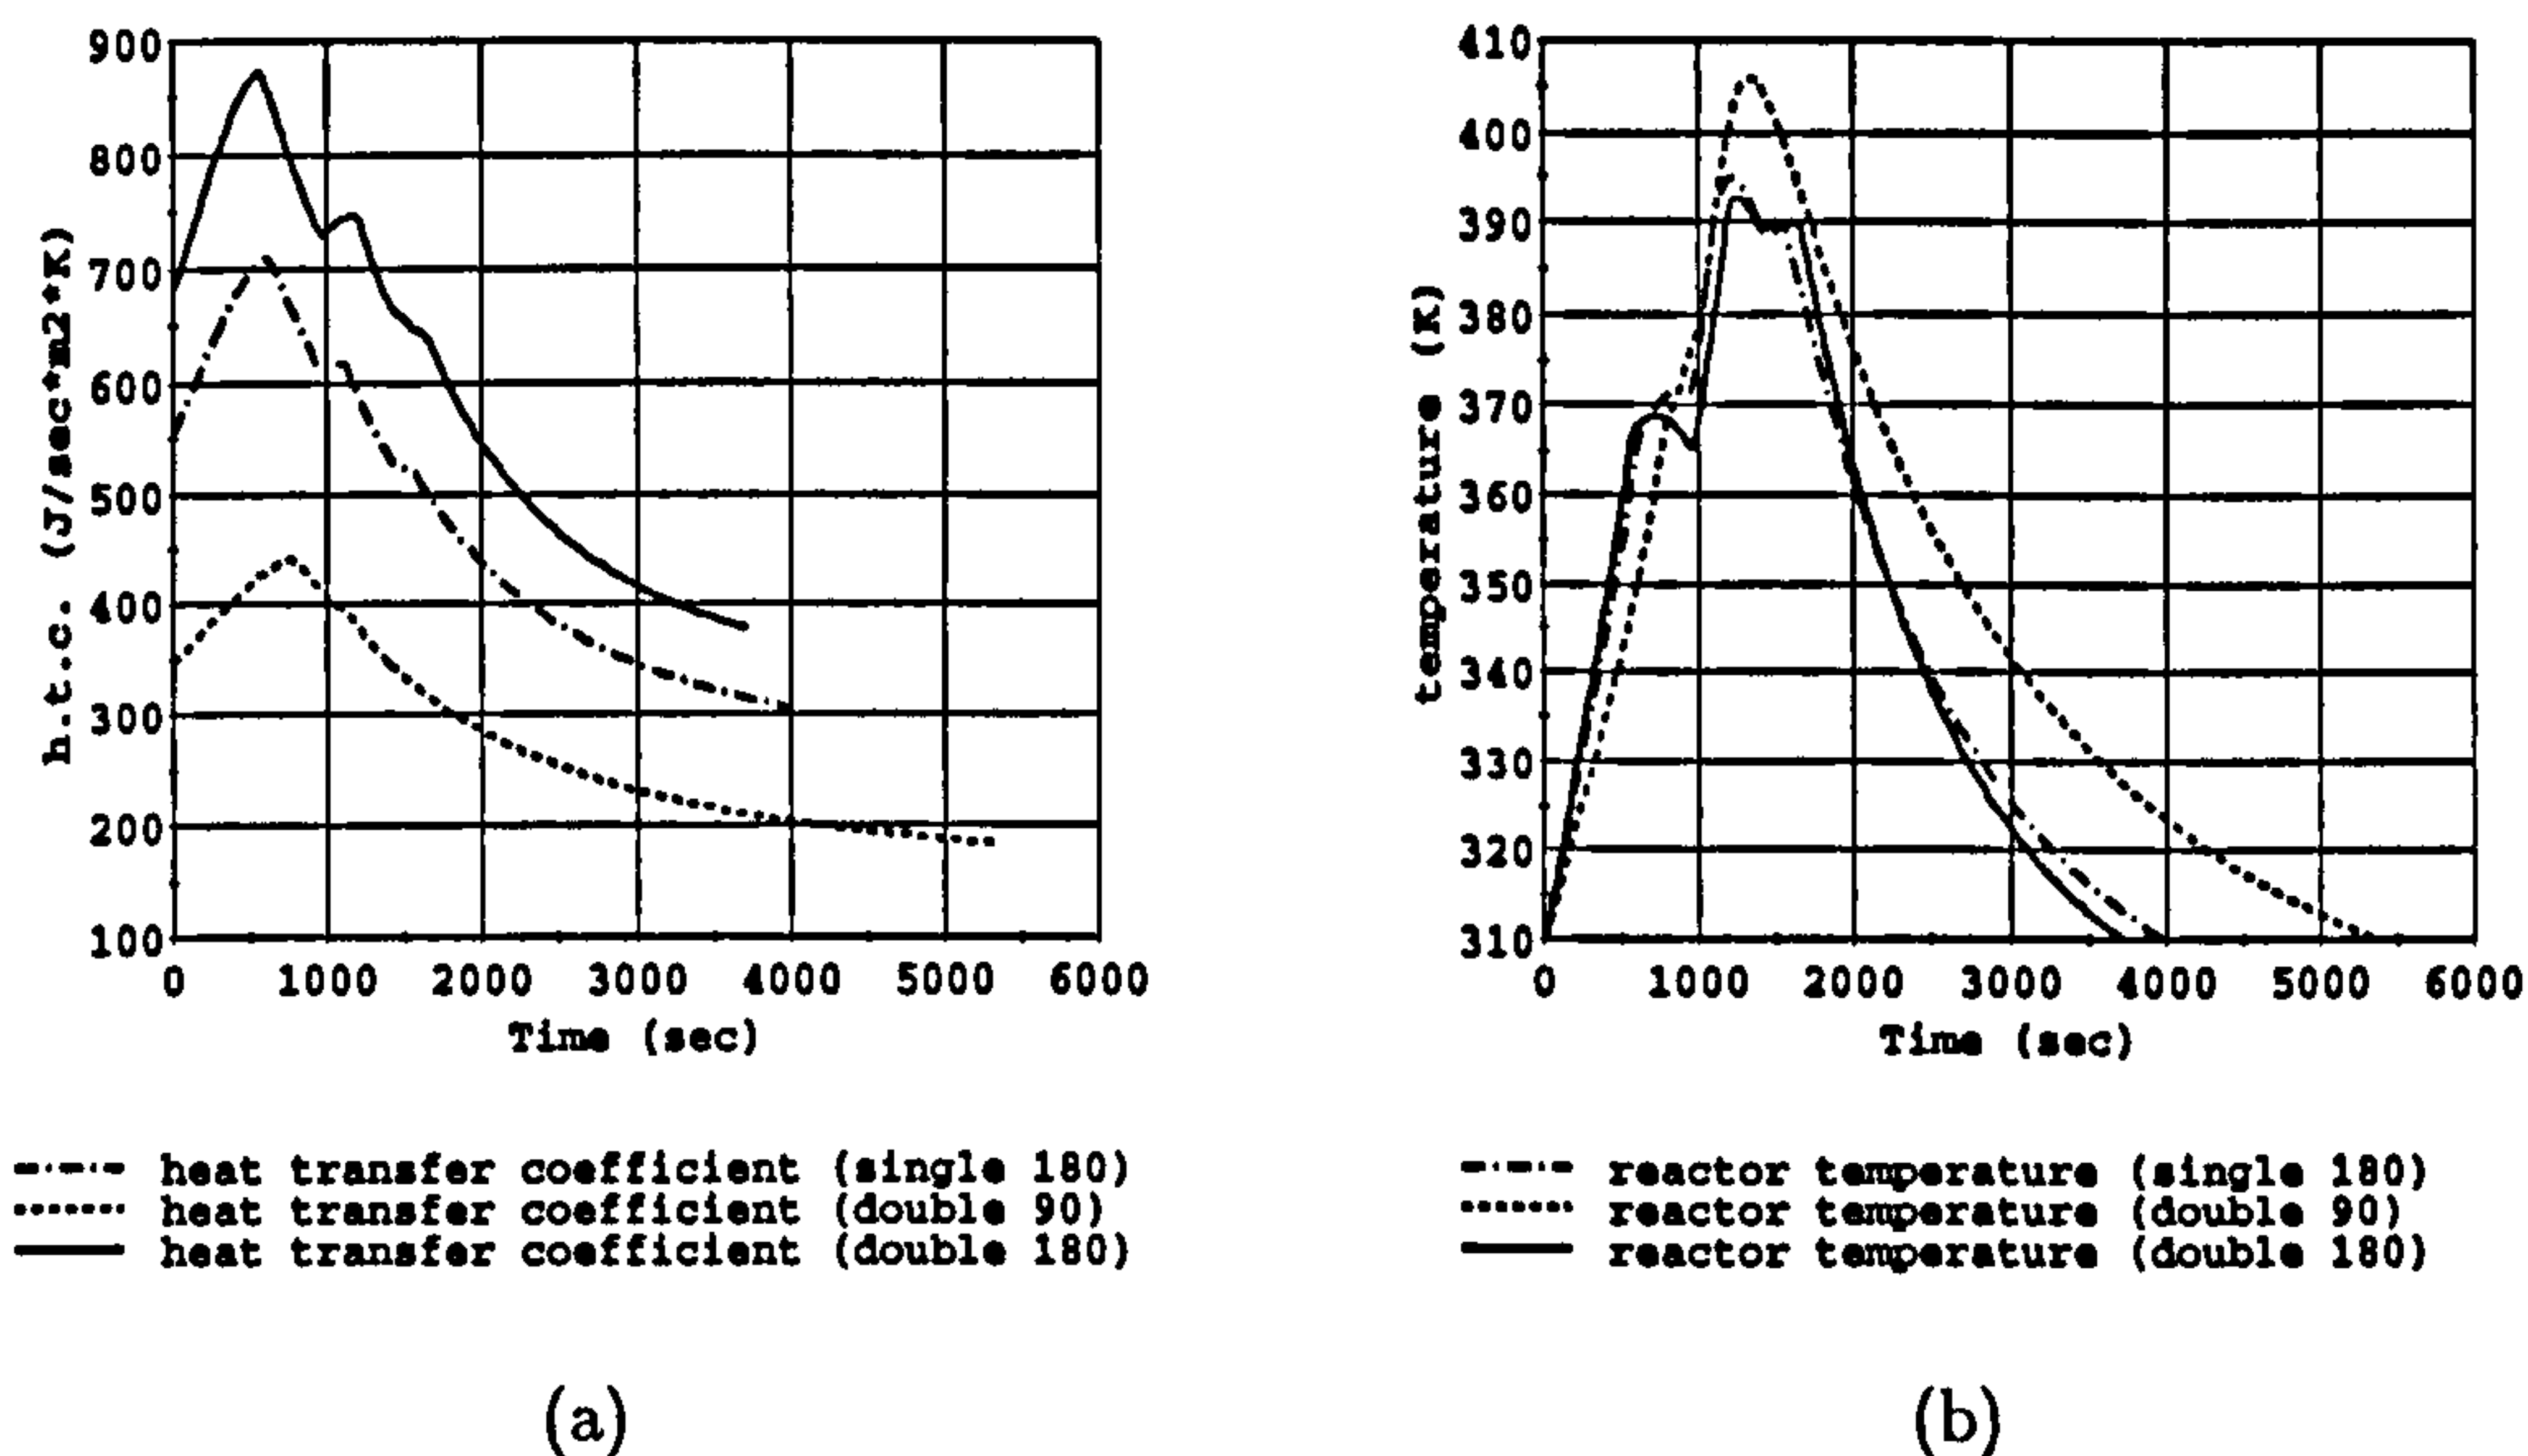 900
800
700
600
500
400
300
200
100
h.t.c. (J/sec*m2*K)
0 1000 2000 3000 4000 5000 6000
Time (sec)
heat transfer coefficient (single 180)
heat transfer coefficient (double 90)
heat transfer coefficient (double 180)
(a)
410
400
390
380
370
360
350
340
330
320
310
temperature (K)
0 1000 2000 3000 4000 5000 6000
Time (sec)
reactor temperature (single 180)
reactor temperature (double 90)
reactor temperature (double 180)
(b)